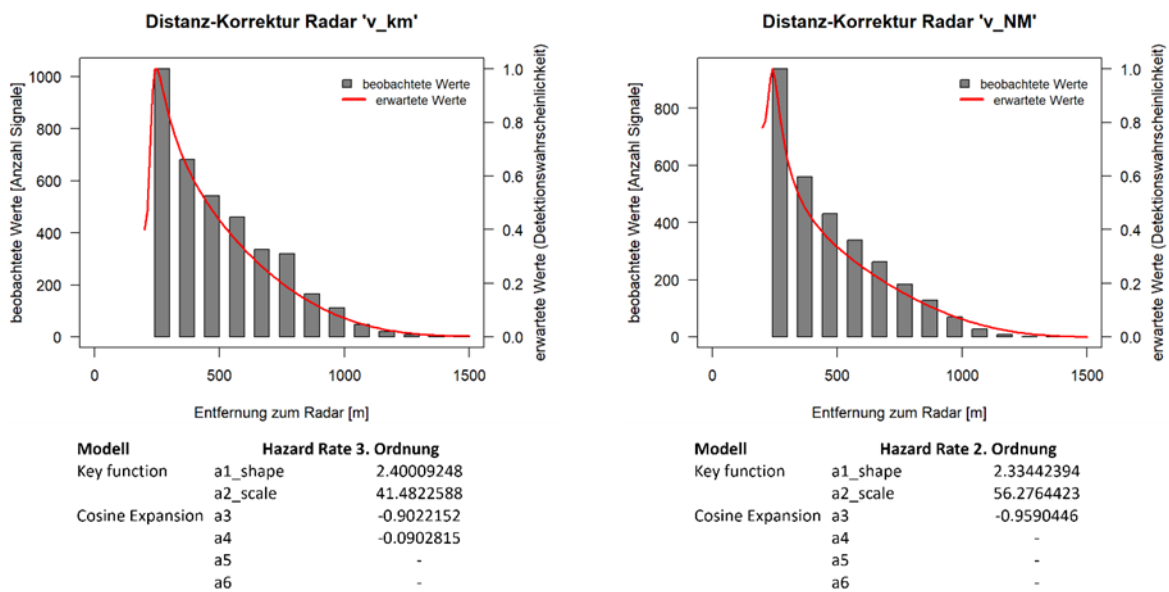 Distanz-Korrektur Radar 'v_km'
beobachtete Werte [Anzahl Signale]
1000
800
600
400
200
0
beobachtete Werte
erwartete Werte
1.0
0.8
0.6
0.4
0.2
0.0
erwartete Werte (Detektionswahrscheinlichkeit)
0 500 1000 1500
Entfernung zum Radar [m]
Modell Hazard Rate 3. Ordnung
Key function a1_shape 2.40009248
a2_scale 41.4822588
Cosine Expansion a3 -0.9022152
a4 -0.0902815
a5 -
a6 -
Distanz-Korrektur Radar 'v_NM'
beobachtete Werte [Anzahl Signale]
800
600
400
200
0
beobachtete Werte
erwartete Werte
1.0
0.8
0.6
0.4
0.2
0.0
erwartete Werte (Detektionswahrscheinlichkeit)
0 500 1000 1500
Entfernung zum Radar [m]
Modell Hazard Rate 2. Ordnung
Key function a1_shape 2.33442394
a2_scale 56.2764423
Cosine Expansion a3 -0.9590446
a4 -
a5 -
a6 -